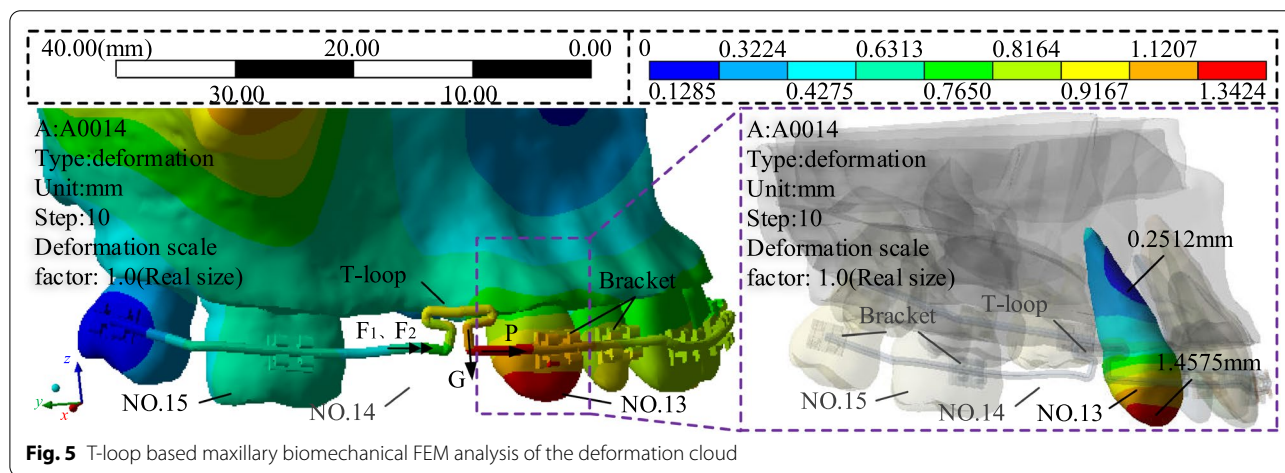 40.00(mm) 20.00 0.00
30.00 10.00
0 0.3224 0.6313 0.8164 1.1207
0.1285 0.4275 0.7650 0.9167 1.3424
A:A0014
Type:deformation
Unit:mm
Step:10
Deformation scale
factor: 1.0(Real size)
T-loop
Bracket
F1、F2
P
G
z
y
x
NO.15
NO.14
NO.13
A:A0014
Type:deformation
Unit:mm
Step:10
Deformation scale
factor: 1.0(Real size)
0.2512mm
T-loop
Bracket
1.4575mm
NO.15
NO.14
NO.13
Fig. 5 T-loop based maxillary biomechanical FEM analysis of the deformation cloud